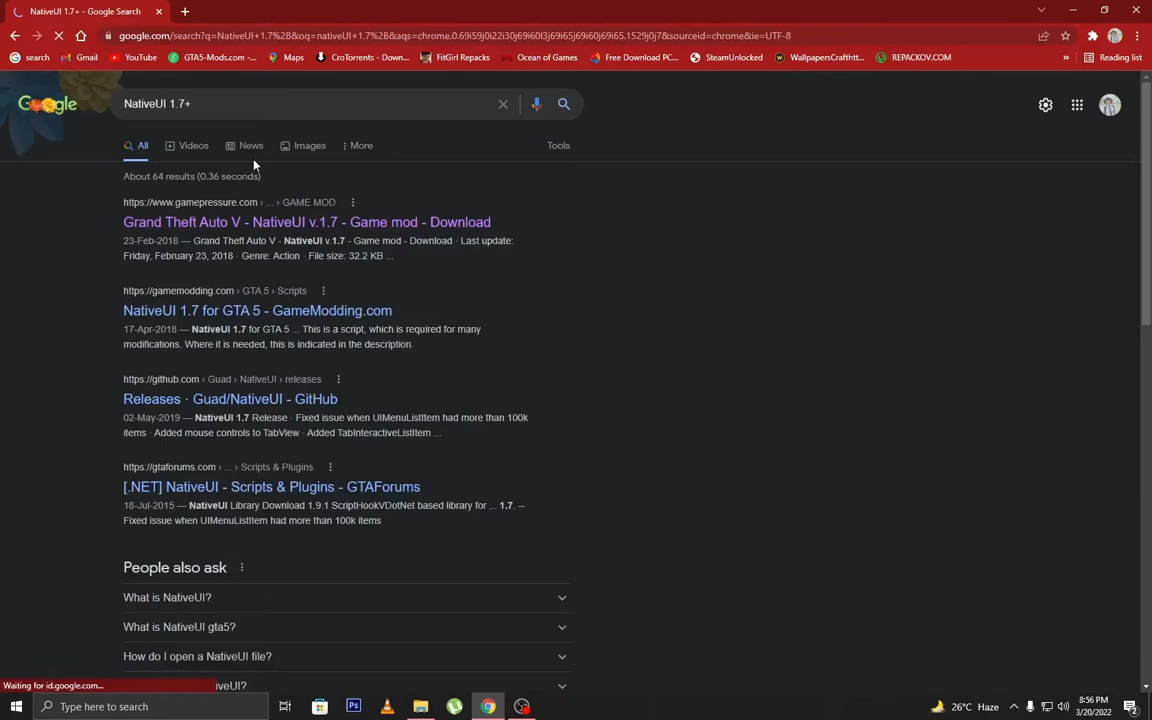 NativeUI 1.7+ - Google Search
google.com/search?q=NativeUI+1.7%2B&oq=nativeUI+1.7%2B&aqs=chrome.0.69i59j0i22i30j69i60l3j69i65j69i60j69i65.1529j0j7&sourceid=chrome&ie=UTF-8
search Gmail YouTube GTA5-Mods.com -... Maps CroTorrents - Down... FitGirl Repacks Ocean of Games Free Download PC... SteamUnlocked WallpapersCraftht... REPACKOV.COM » Reading list
Google
NativeUI 1.7+
All Videos News Images More Tools
About 64 results (0.36 seconds)
https://www.gamepressure.com › ... › GAME MOD
Grand Theft Auto V - NativeUI v.1.7 - Game mod - Download
23-Feb-2018 — Grand Theft Auto V - NativeUI v.1.7 - Game mod - Download · Last update:
Friday, February 23, 2018 · Genre: Action · File size: 32.2 KB ...
https://gamemodding.com › GTA 5 › Scripts
NativeUI 1.7 for GTA 5 - GameModding.com
17-Apr-2018 — NativeUI 1.7 for GTA 5 ... This is a script, which is required for many
modifications. Where it is needed, this is indicated in the description.
https://github.com › Guad › NativeUI › releases
Releases · Guad/NativeUI - GitHub
02-May-2019 — NativeUI 1.7 Release · Fixed issue when UIMenuListItem had more than 100k
items · Added mouse controls to TabView · Added TabInteractiveListItem ...
https://gtaforums.com › ... › Scripts & Plugins
[.NET] NativeUI - Scripts & Plugins - GTAForums
18-Jul-2015 — NativeUI Library Download 1.9.1 ScriptHookVDotNet based library for ... 1.7. –
Fixed issue when UIMenuListItem had more than 100k items
People also ask
What is NativeUI?
What is NativeUI gta5?
How do I open a NativeUI file?
Waiting for id.google.com... iveUI?
Type here to search
Ps
26°C Haze
8:56 PM
3/20/2022
2